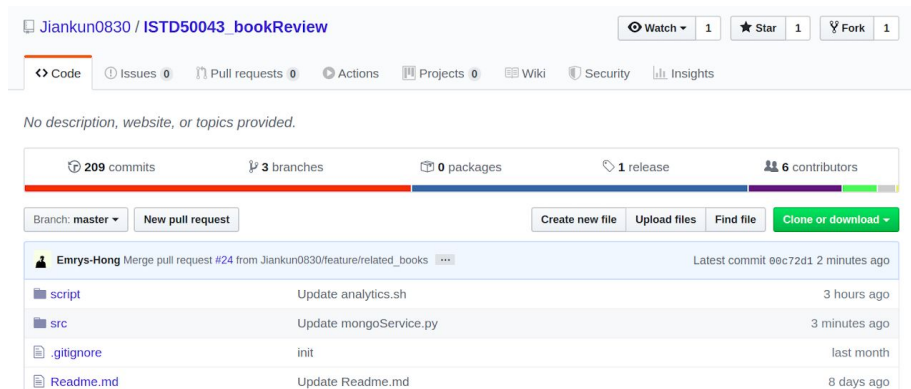 Jiankun0830 / ISTD50043_bookReview Watch 1 Star 1 Fork 1
Code Issues 0 Pull requests 0 Actions Projects 0 Wiki Security Insights
No description, website, or topics provided.
209 commits 3 branches 0 packages 1 release 6 contributors
Branch: master New pull request Create new file Upload files Find file Clone or download
Emrys-Hong Merge pull request #24 from Jiankun0830/feature/related_books ... Latest commit 00c72d1 2 minutes ago
script Update analytics.sh 3 hours ago
src Update mongoService.py 3 minutes ago
.gitignore init last month
Readme.md Update Readme.md 8 days ago